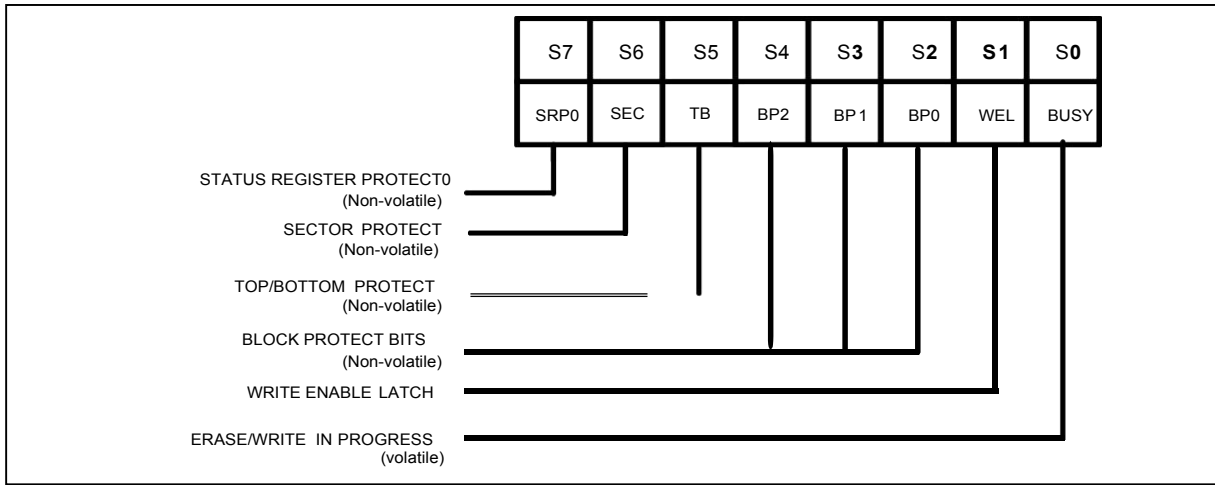 S7 S6 S5 S4 S3 S2 S1 S0
SRP0 SEC TB BP2 BP1 BP0 WEL BUSY
STATUS REGISTER PROTECT0
(Non-volatile)
SECTOR PROTECT
(Non-volatile)
TOP/BOTTOM PROTECT
(Non-volatile)
BLOCK PROTECT BITS
(Non-volatile)
WRITE ENABLE LATCH
ERASE/WRITE IN PROGRESS
(volatile)